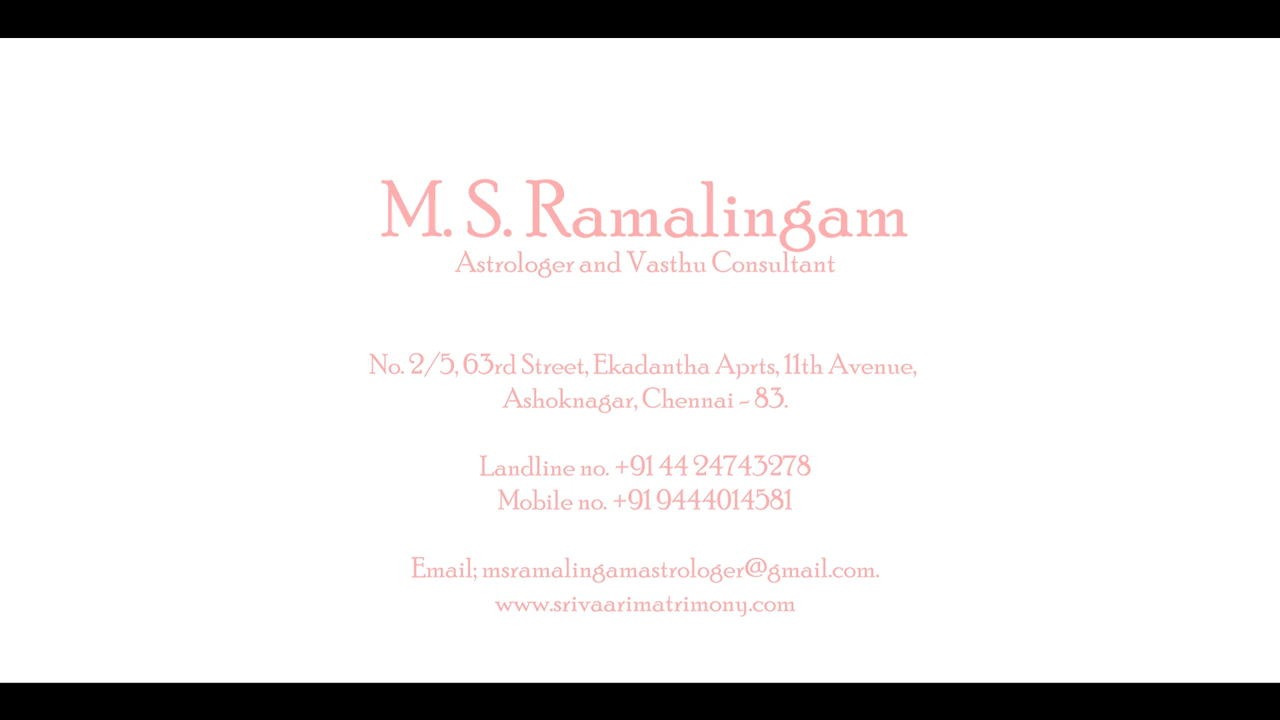 M. S. Ramalingam
Astrologer and Vasthu Consultant
No. 2/5, 63rd Street, Ekadantha Aprts, 11th Avenue,
Ashoknagar, Chennai - 83.
Landline no. +91 44 24743278
Mobile no. +91 9444014581
Email; msramalingamastrologer@gmail.com.
www.srivaarimatrimony.com